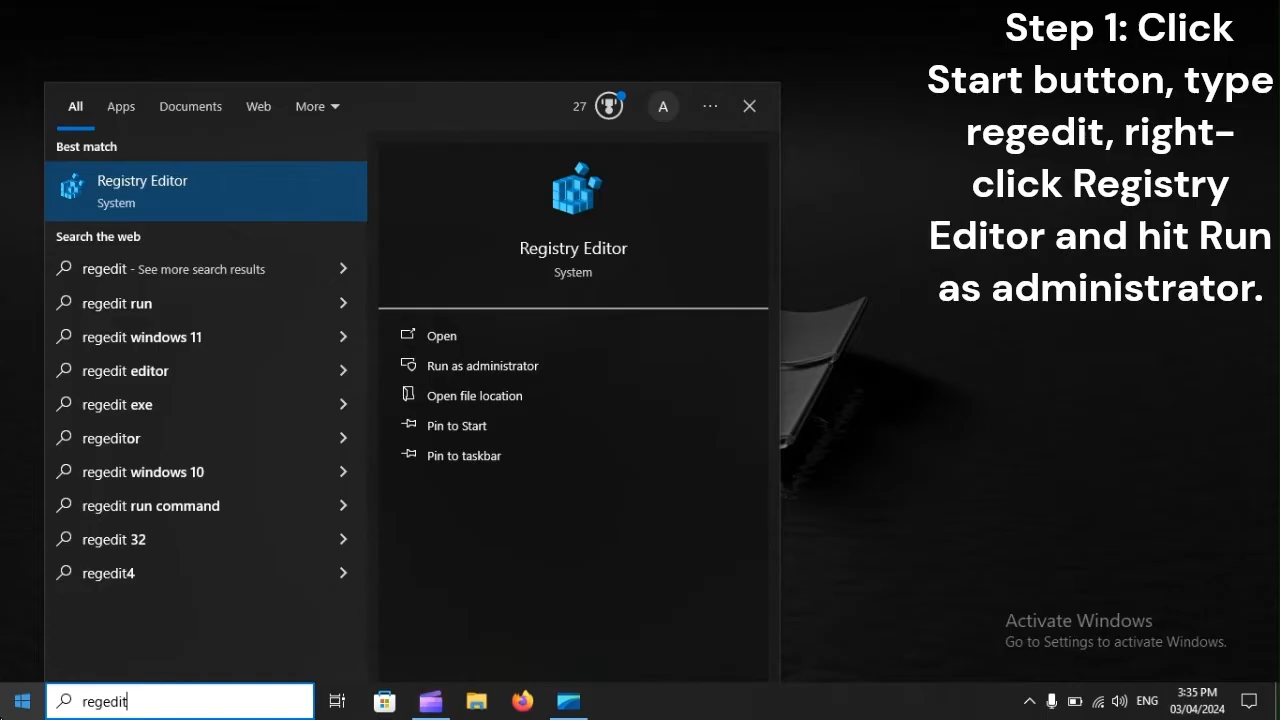 Step 1: Click
Start button, type
regedit, right-
click Registry
Editor and hit Run
as administrator.
All Apps Documents Web More 27 A ...
Best match
Registry Editor
System
Search the web
regedit - See more search results
regedit run
regedit windows 11
regedit editor
regedit exe
regeditor
regedit windows 10
regedit run command
regedit 32
regedit4
Registry Editor
System
Open
Run as administrator
Open file location
Pin to Start
Pin to taskbar
Activate Windows
Go to Settings to activate Windows.
regedit
ENG
3:35 PM
03/04/2024